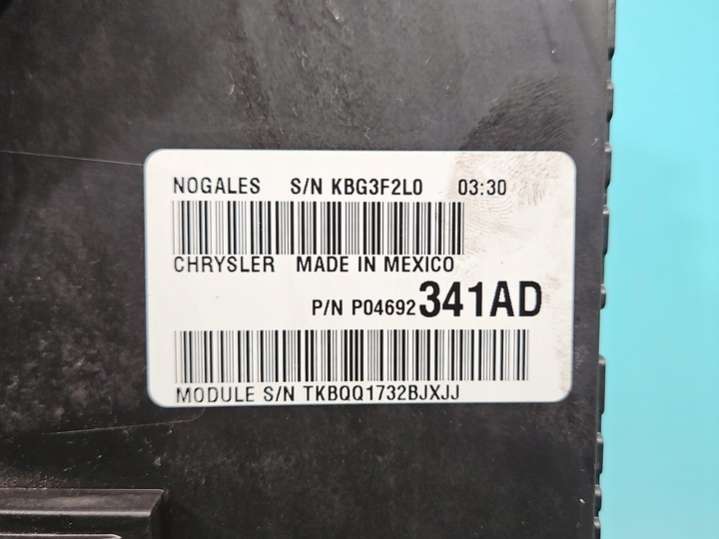 NOGALES S/N KBG3F2L0 03:30
CHRYSLER MADE IN MEXICO
P/N P04692341AD
MODULE S/N TKBQQ1732BJXJJ